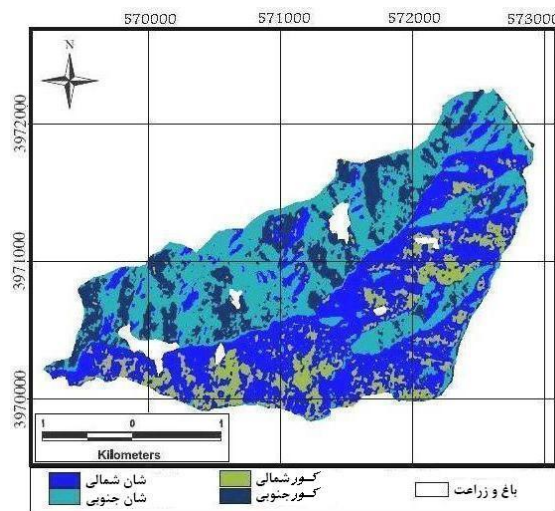 570000 571000 572000 573000
N
3972000
3971000
3970000
1 0 1
Kilometers
شان شمالی
شان جنوبی
کورشمالی
کورجنوبی
باغ و زراعت